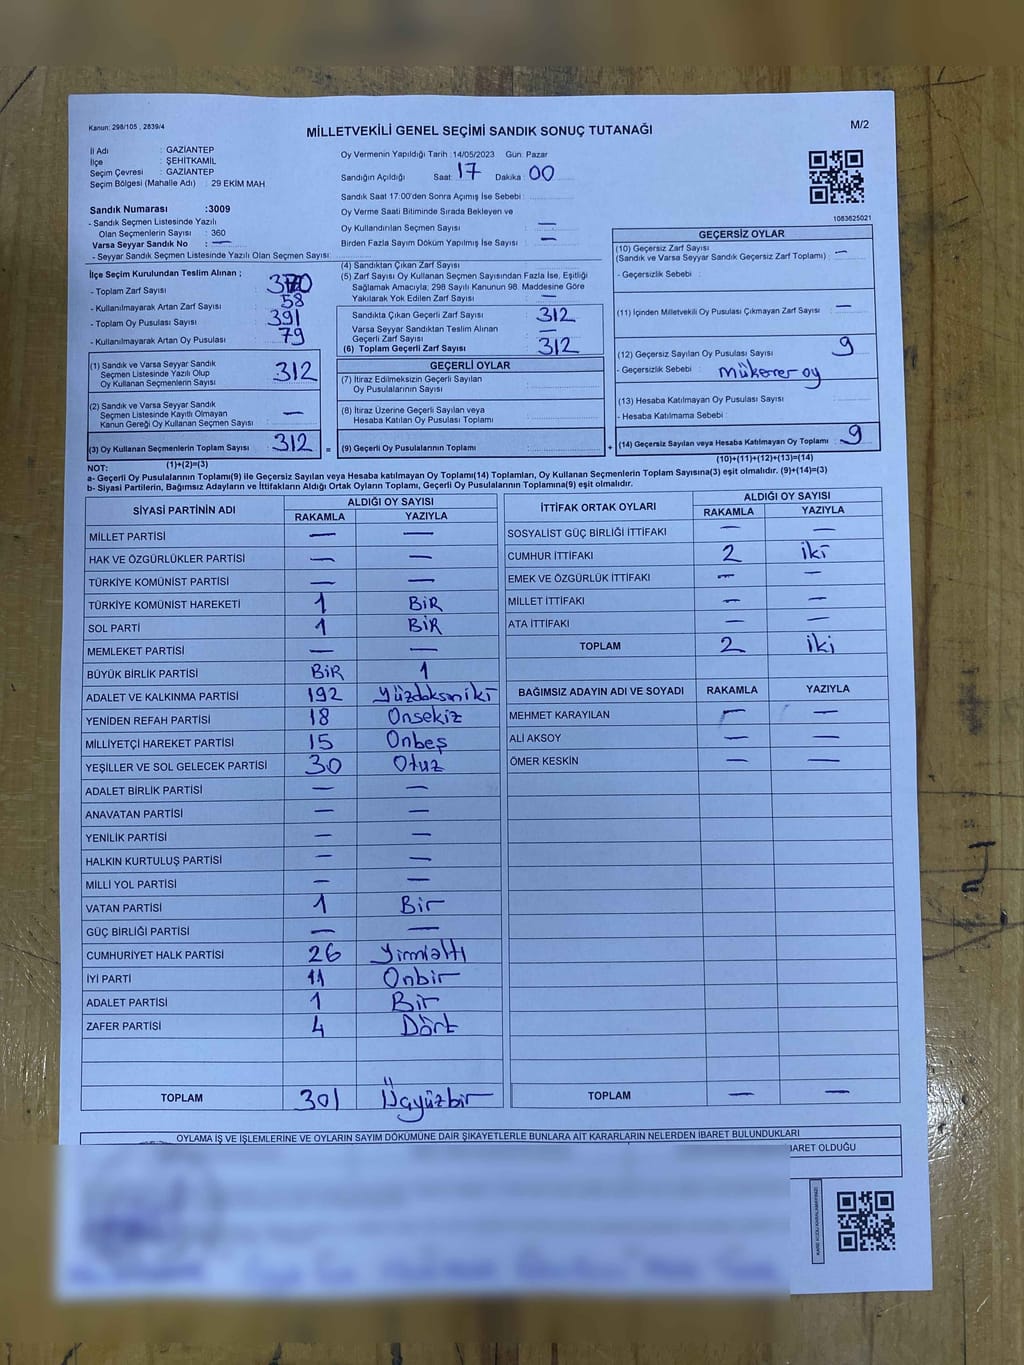 Kanun: 298/105 , 2839/4
MİLLETVEKİLİ GENEL SEÇİMİ SANDIK SONUÇ TUTANAĞI
M/2
İl Adı : GAZİANTEP
İlçe : ŞEHİTKAMİL
Seçim Çevresi : GAZİANTEP
Seçim Bölgesi (Mahalle Adı) : 29 EKİM MAH
Sandık Numarası :3009
- Sandık Seçmen Listesinde Yazılı
Olan Seçmenlerin Sayısı : 360
Varsa Seyyar Sandık No : —
- Seyyar Sandık Seçmen Listesinde Yazılı Olan Seçmen Sayısı:
Oy Vermenin Yapıldığı Tarih :14/05/2023 Gün: Pazar
Sandığın Açıldığı Saat: 17 Dakika: 00
Sandık Saat 17:00'den Sonra Açımış İse Sebebi :
Oy Verme Saati Bitiminde Sırada Bekleyen ve
Oy Kullandırılan Seçmen Sayısı : —
Birden Fazla Sayım Döküm Yapılmış İse Sayısı : —
1083625021
İlçe Seçim Kurulundan Teslim Alınan ;
- Toplam Zarf Sayısı : 370
- Kullanılmayarak Artan Zarf Sayısı : 58
- Toplam Oy Pusulası Sayısı : 391
- Kullanılmayarak Artan Oy Pusulası : 79
(1) Sandık ve Varsa Seyyar Sandık
Seçmen Listesinde Yazılı Olup
Oy Kullanan Seçmenlerin Sayısı : 312
(2) Sandık ve Varsa Seyyar Sandık
Seçmen Listesinde Kayıtlı Olmayan
Kanun Gereği Oy Kullanan Seçmen Sayısı : —
(3) Oy Kullanan Seçmenlerin Toplam Sayısı : 312 =
(1)+(2)=(3)
(4) Sandıktan Çıkan Zarf Sayısı :
(5) Zarf Sayısı Oy Kullanan Seçmen Sayısından Fazla İse, Eşitliği
Sağlamak Amacıyla; 298 Sayılı Kanunun 98. Maddesine Göre
Yakılarak Yok Edilen Zarf Sayısı : —
Sandıkta Çıkan Geçerli Zarf Sayısı : 312
Varsa Seyyar Sandıktan Teslim Alınan
Geçerli Zarf Sayısı : —
(6) Toplam Geçerli Zarf Sayısı : 312
GEÇERLİ OYLAR
(7) İtiraz Edilmeksizin Geçerli Sayılan
Oy Pusulalarının Sayısı :
(8) İtiraz Üzerine Geçerli Sayılan veya
Hesaba Katılan Oy Pusulası Toplamı :
(9) Geçerli Oy Pusulalarının Toplamı : +
GEÇERSİZ OYLAR
(10) Geçersiz Zarf Sayısı
(Sandık ve Varsa Seyyar Sandık Geçersiz Zarf Toplamı) : —
- Geçersizlik Sebebi :
(11) İçinden Milletvekili Oy Pusulası Çıkmayan Zarf Sayısı : —
(12) Geçersiz Sayılan Oy Pusulası Sayısı : 9
- Geçersizlik Sebebi : mükerer oy
(13) Hesaba Katılmayan Oy Pusulası Sayısı :
- Hesaba Katılmama Sebebi :
(14) Geçersiz Sayılan veya Hesaba Katılmayan Oy Toplamı : 9
(10)+(11)+(12)+(13)=(14)
NOT:
a- Geçerli Oy Pusulalarının Toplamı(9) ile Geçersiz Sayılan veya Hesaba katılmayan Oy Toplamı(14) Toplamları, Oy Kullanan Seçmenlerin Toplam Sayısına(3) eşit olmalıdır. (9)+(14)=(3)
b- Siyasi Partilerin, Bağımsız Adayların ve İttifakların Aldığı Ortak Oyların Toplamı, Geçerli Oy Pusulalarının Toplamına(9) eşit olmalıdır.
SİYASİ PARTİNİN ADI ALDIĞI OY SAYISI
RAKAMLA YAZIYLA
MİLLET PARTİSİ — —
HAK VE ÖZGÜRLÜKLER PARTİSİ — —
TÜRKİYE KOMÜNİST PARTİSİ — —
TÜRKİYE KOMÜNİST HAREKETİ 1 BİR
SOL PARTİ 1 BİR
MEMLEKET PARTİSİ — —
BÜYÜK BİRLİK PARTİSİ BİR 1
ADALET VE KALKINMA PARTİSİ 192 Yüzdoksaniki
YENİDEN REFAH PARTİSİ 18 Onsekiz
MİLLİYETÇİ HAREKET PARTİSİ 15 Onbeş
YEŞİLLER VE SOL GELECEK PARTİSİ 30 Otuz
ADALET BİRLİK PARTİSİ — —
ANAVATAN PARTİSİ — —
YENİLİK PARTİSİ — —
HALKIN KURTULUŞ PARTİSİ — —
MİLLİ YOL PARTİSİ — —
VATAN PARTİSİ 1 Bir
GÜÇ BİRLİĞİ PARTİSİ — —
CUMHURİYET HALK PARTİSİ 26 Yirmialtı
İYİ PARTİ 11 Onbir
ADALET PARTİSİ 1 Bir
ZAFER PARTİSİ 4 Dört
TOPLAM 301 Üçyüzbir
İTTİFAK ORTAK OYLARI ALDIĞI OY SAYISI
RAKAMLA YAZIYLA
SOSYALİST GÜÇ BİRLİĞİ İTTİFAKI — —
CUMHUR İTTİFAKI 2 iki
EMEK VE ÖZGÜRLÜK İTTİFAKI — —
MİLLET İTTİFAKI — —
ATA İTTİFAKI — —
TOPLAM 2 iki
BAĞIMSIZ ADAYIN ADI VE SOYADI RAKAMLA YAZIYLA
MEHMET KARAYILAN — —
ALİ AKSOY — —
ÖMER KESKİN — —
TOPLAM — —
OYLAMA İŞ VE İŞLEMLERİNE VE OYLARIN SAYIM DÖKÜMÜNE DAİR ŞİKAYETLERLE BUNLARA AİT KARARLARIN NELERDEN İBARET BULUNDUKLARI
İBARET OLDUĞU